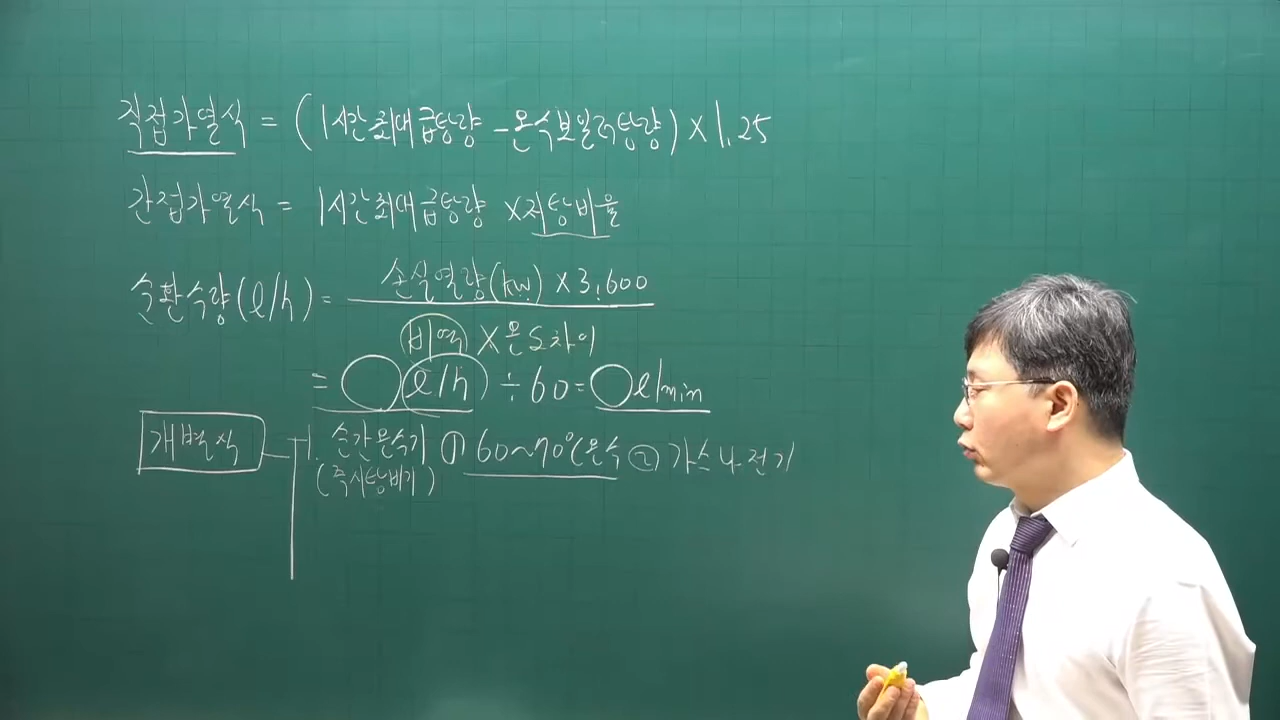 직접가열식 = (1시간최대급탕량 - 온수보일러탕량) × 1.25
간접가열식 = 1시간최대급탕량 × 저탕비율
순환수량(ℓ/h) = 손실열량(kw) × 3,600
비열 × 온도차이
= ○(ℓ/h) ÷ 60 = ○ℓ/min
개별식 1. 순간온수기 ① 60~70℃온수 ② 가스 나 전기
(즉시탕비기)